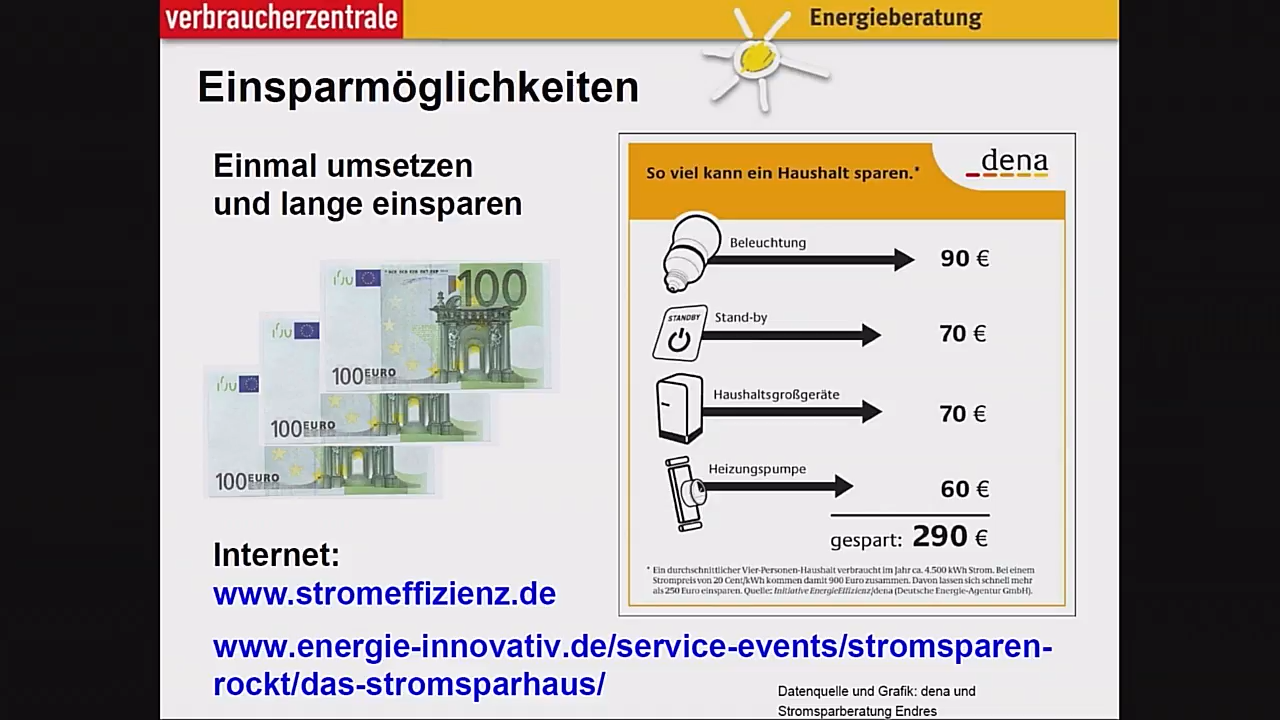 verbraucherzentrale
Energieberatung
Einsparmöglichkeiten
Einmal umsetzen
und lange einsparen
100
100 EURO
100 EURO
100 EURO
Internet:
www.stromeffizienz.de
www.energie-innovativ.de/service-events/stromsparen-
rockt/das-stromsparhaus/
So viel kann ein Haushalt sparen.*
dena
Beleuchtung
90 €
STANDBY
Stand-by
70 €
Haushaltsgroßgeräte
70 €
Heizungspumpe
60 €
gespart: 290 €
* Ein durchschnittlicher Vier-Personen-Haushalt verbraucht im Jahr ca. 4.500 kWh Strom. Bei einem
Strompreis von 20 Cent/kWh kommen damit 900 Euro zusammen. Davon lassen sich schnell mehr
als 250 Euro einsparen. Quelle: Initiative EnergieEffizienz/dena (Deutsche Energie-Agentur GmbH).
Datenquelle und Grafik: dena und
Stromsparberatung Endres